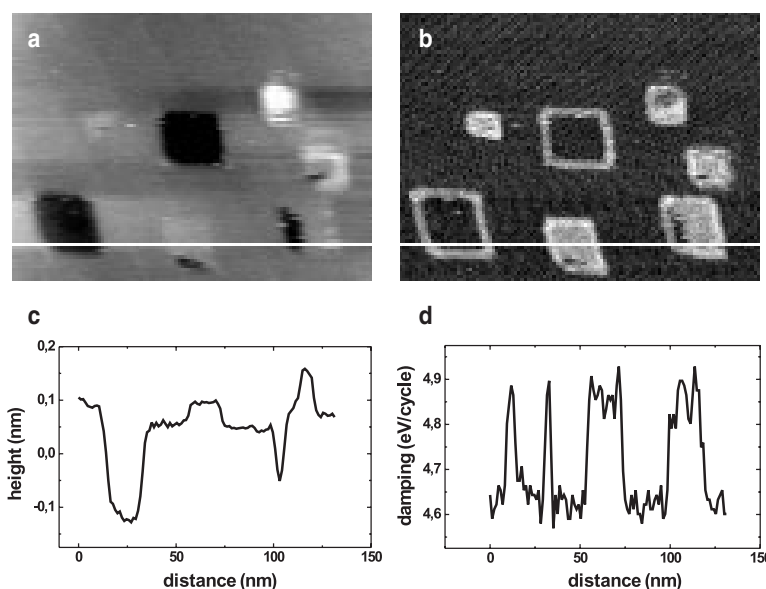 a
b
c
d
0,2
0,1
0,0
-0,1
height (nm)
0
50
100
150
distance (nm)
4,9
4,8
4,7
4,6
damping (eV/cycle)
0
50
100
150
distance (nm)